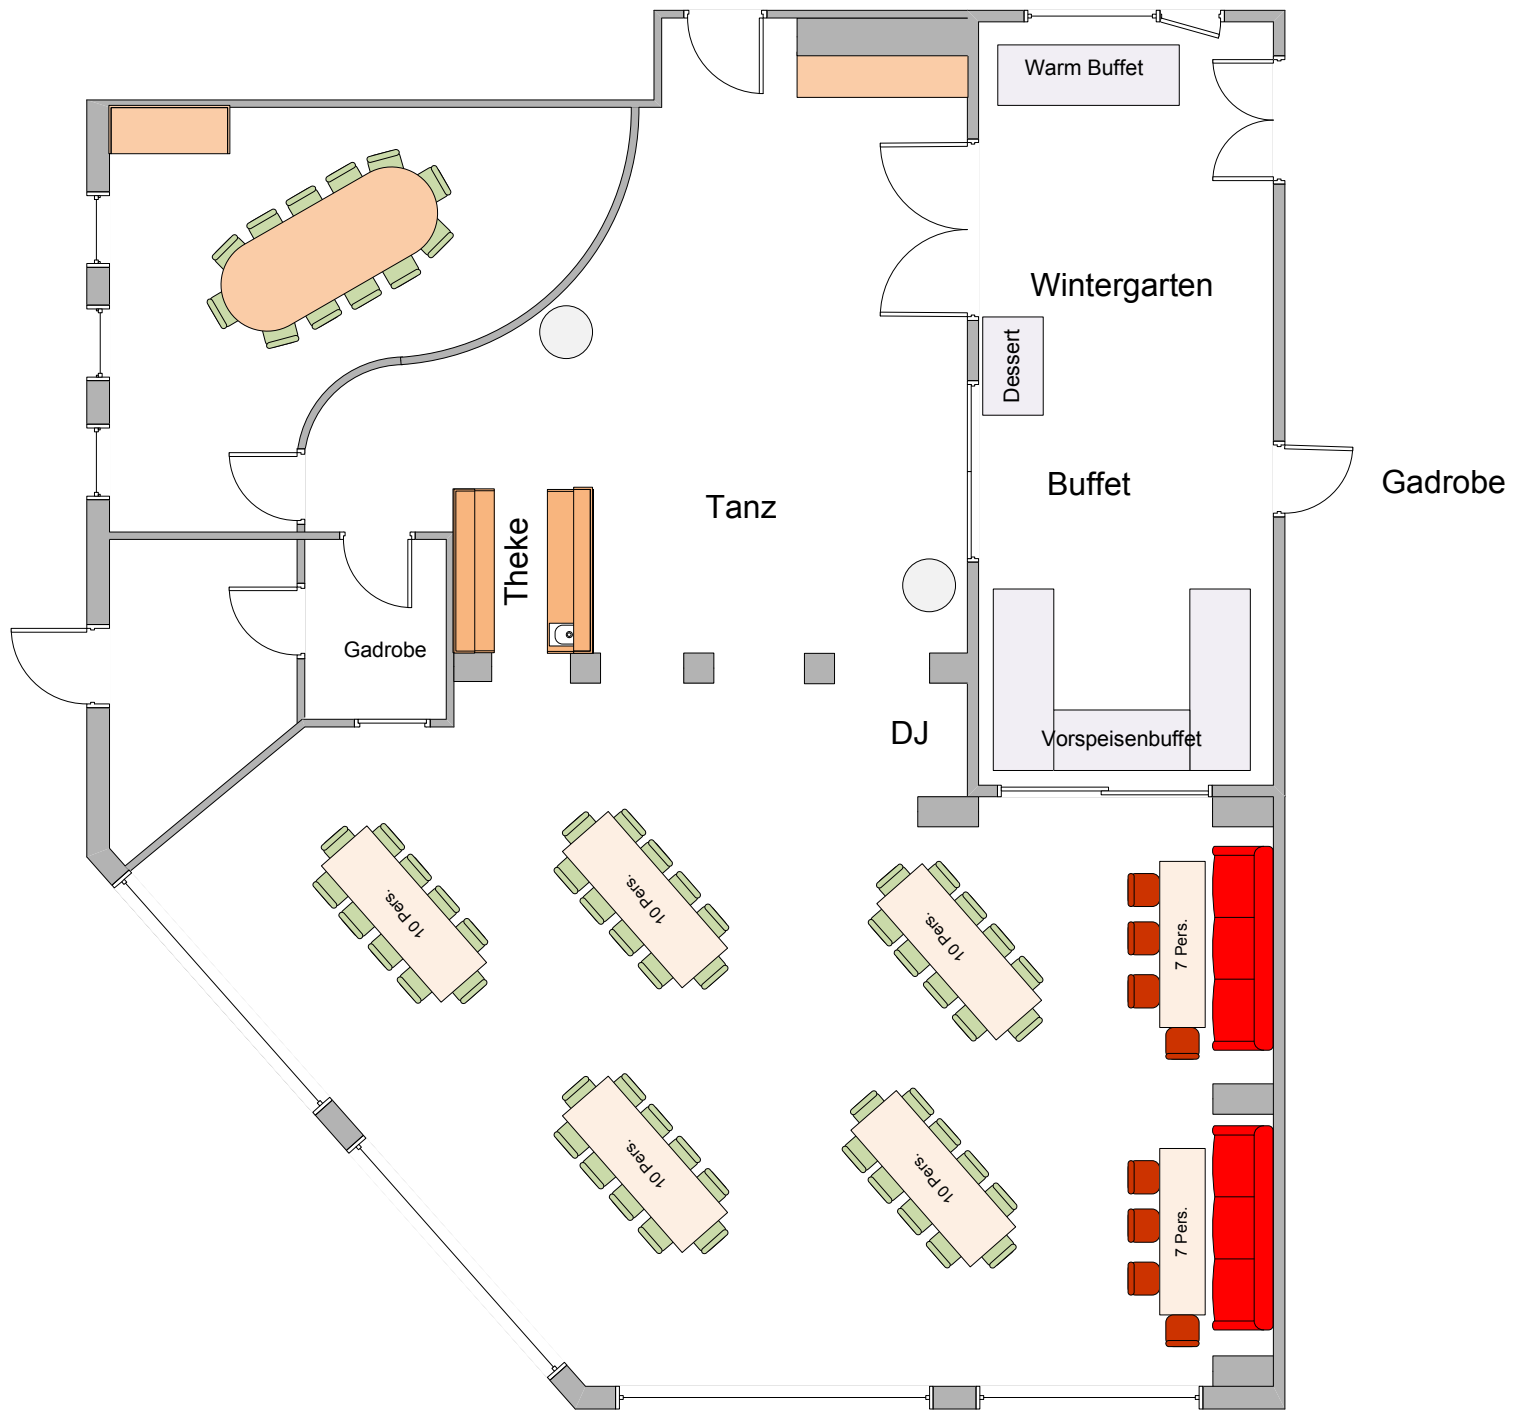 Warm Buffet
Wintergarten
Dessert
Buffet
Gadrobe
Tanz
Theke
Gadrobe
DJ
Vorspeisenbuffet
10 Pers.
10 Pers.
10 Pers.
7 Pers.
10 Pers.
10 Pers.
7 Pers.